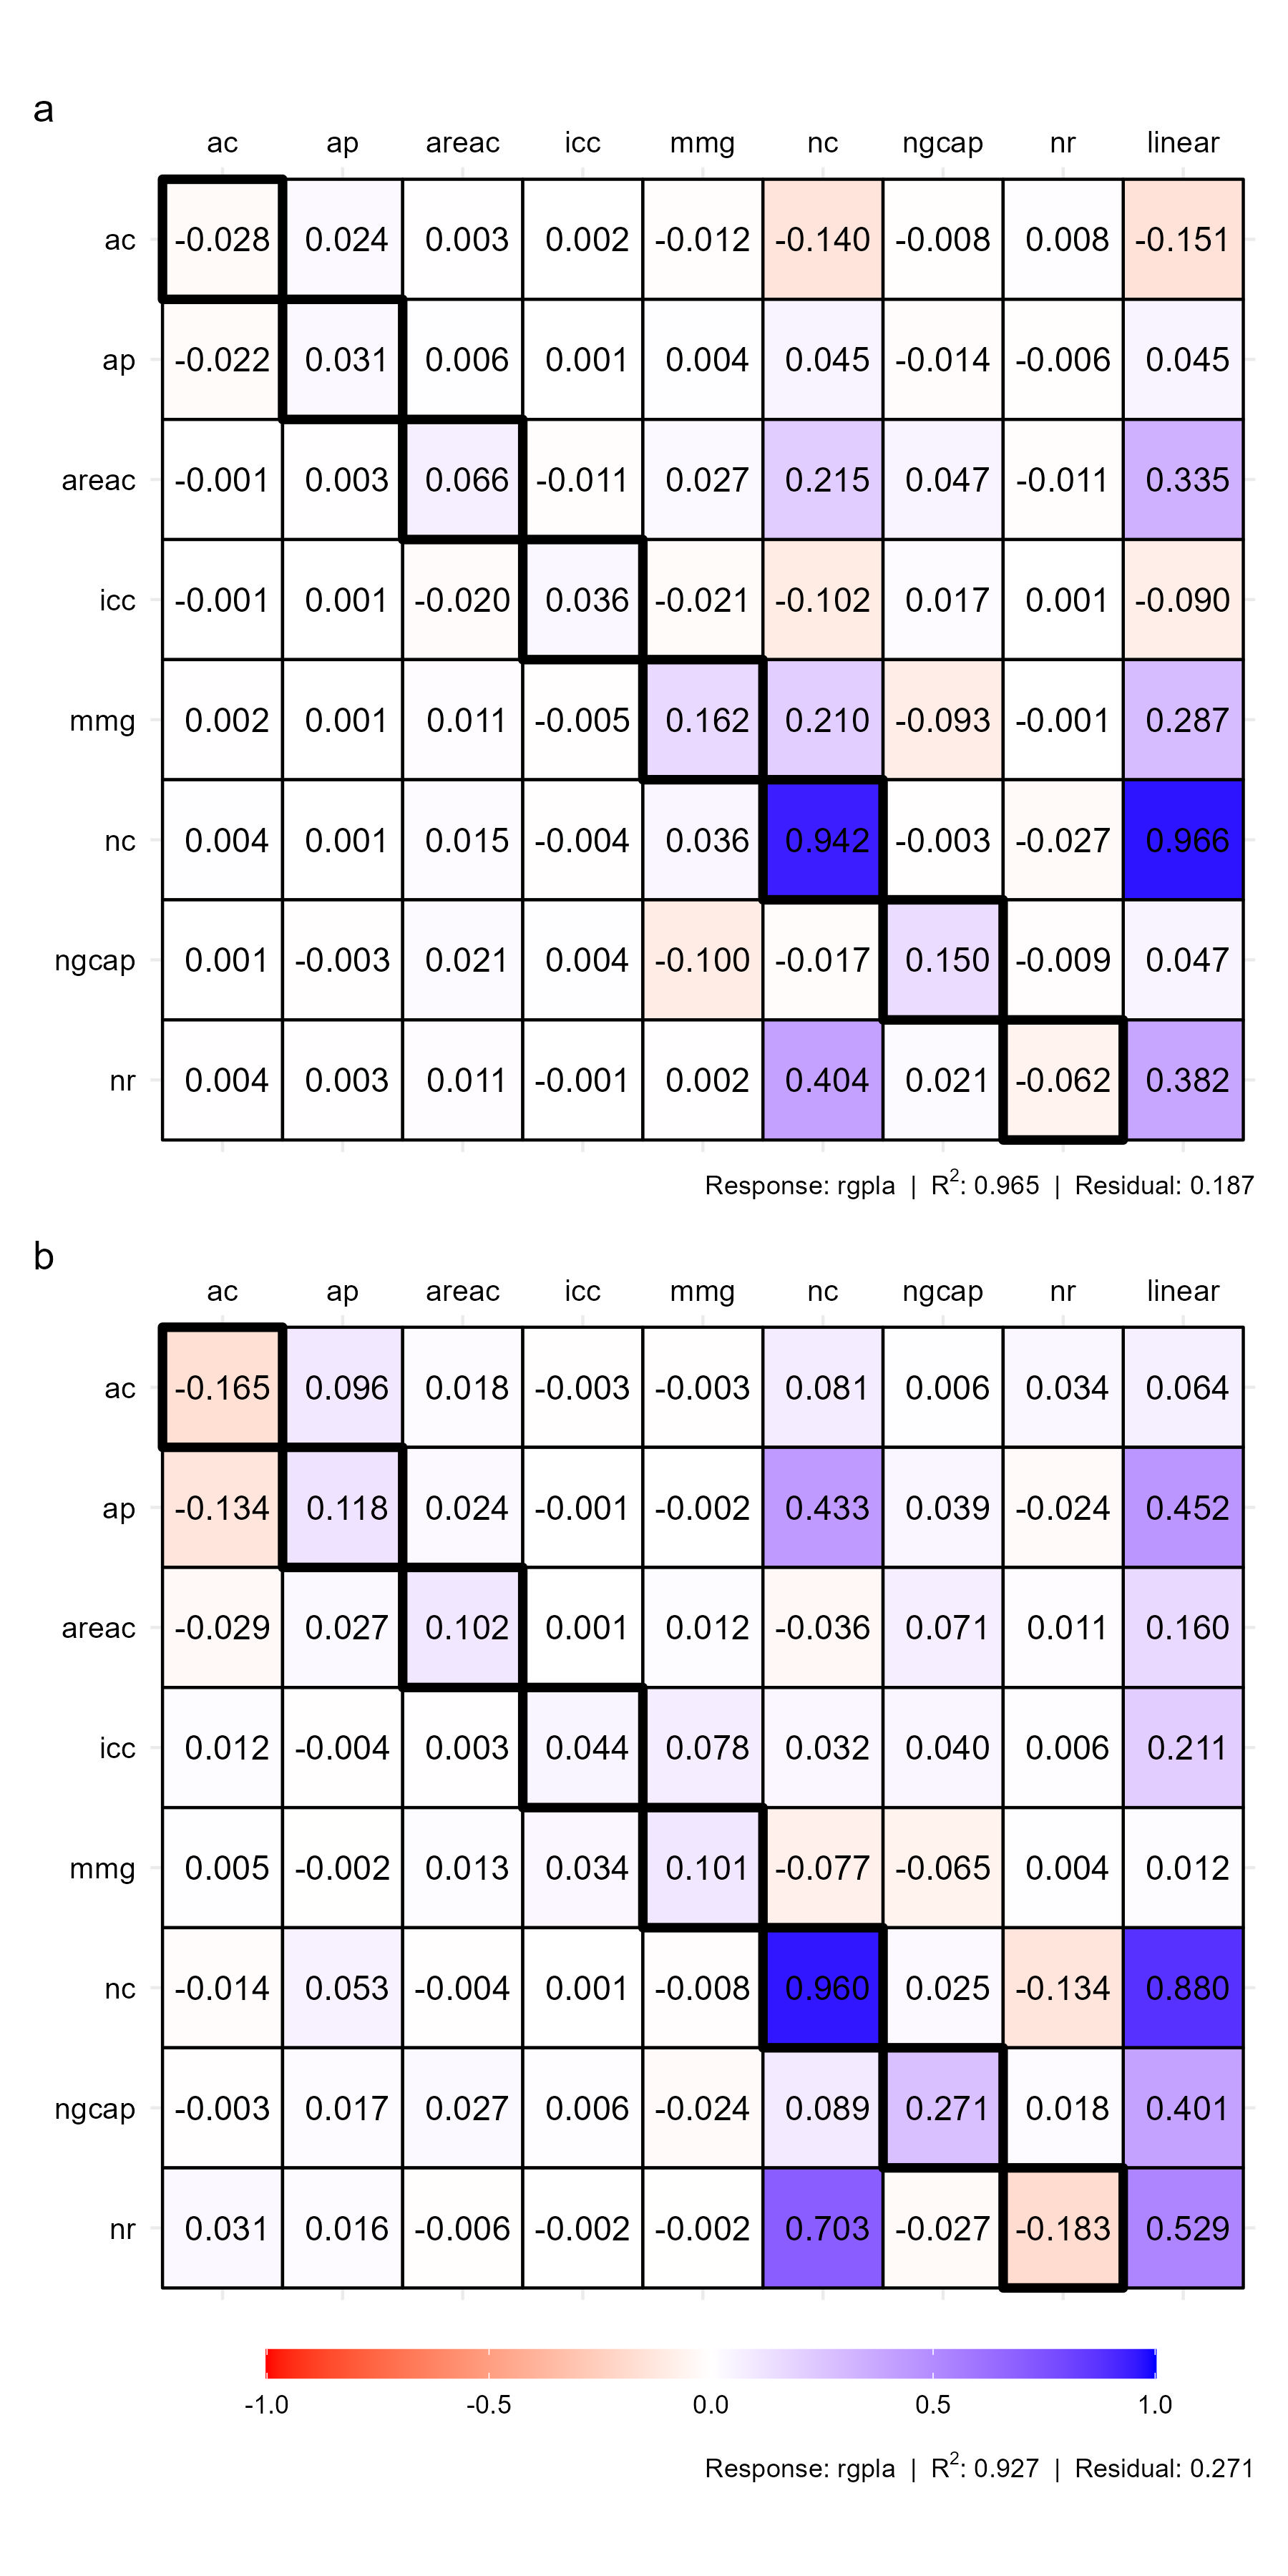 a
ac ap areac icc mmg nc ngcap nr linear
ac -0.028 0.024 0.003 0.002 -0.012 -0.140 -0.008 0.008 -0.151
ap -0.022 0.031 0.006 0.001 0.004 0.045 -0.014 -0.006 0.045
areac -0.001 0.003 0.066 -0.011 0.027 0.215 0.047 -0.011 0.335
icc -0.001 0.001 -0.020 0.036 -0.021 -0.102 0.017 0.001 -0.090
mmg 0.002 0.001 0.011 -0.005 0.162 0.210 -0.093 -0.001 0.287
nc 0.004 0.001 0.015 -0.004 0.036 0.942 -0.003 -0.027 0.966
ngcap 0.001 -0.003 0.021 0.004 -0.100 -0.017 0.150 -0.009 0.047
nr 0.004 0.003 0.011 -0.001 0.002 0.404 0.021 -0.062 0.382
Response: rgpla | R²: 0.965 | Residual: 0.187
b
ac ap areac icc mmg nc ngcap nr linear
ac -0.165 0.096 0.018 -0.003 -0.003 0.081 0.006 0.034 0.064
ap -0.134 0.118 0.024 -0.001 -0.002 0.433 0.039 -0.024 0.452
areac -0.029 0.027 0.102 0.001 0.012 -0.036 0.071 0.011 0.160
icc 0.012 -0.004 0.003 0.044 0.078 0.032 0.040 0.006 0.211
mmg 0.005 -0.002 0.013 0.034 0.101 -0.077 -0.065 0.004 0.012
nc -0.014 0.053 -0.004 0.001 -0.008 0.960 0.025 -0.134 0.880
ngcap -0.003 0.017 0.027 0.006 -0.024 0.089 0.271 0.018 0.401
nr 0.031 0.016 -0.006 -0.002 -0.002 0.703 -0.027 -0.183 0.529
-1.0 -0.5 0.0 0.5 1.0
Response: rgpla | R²: 0.927 | Residual: 0.271